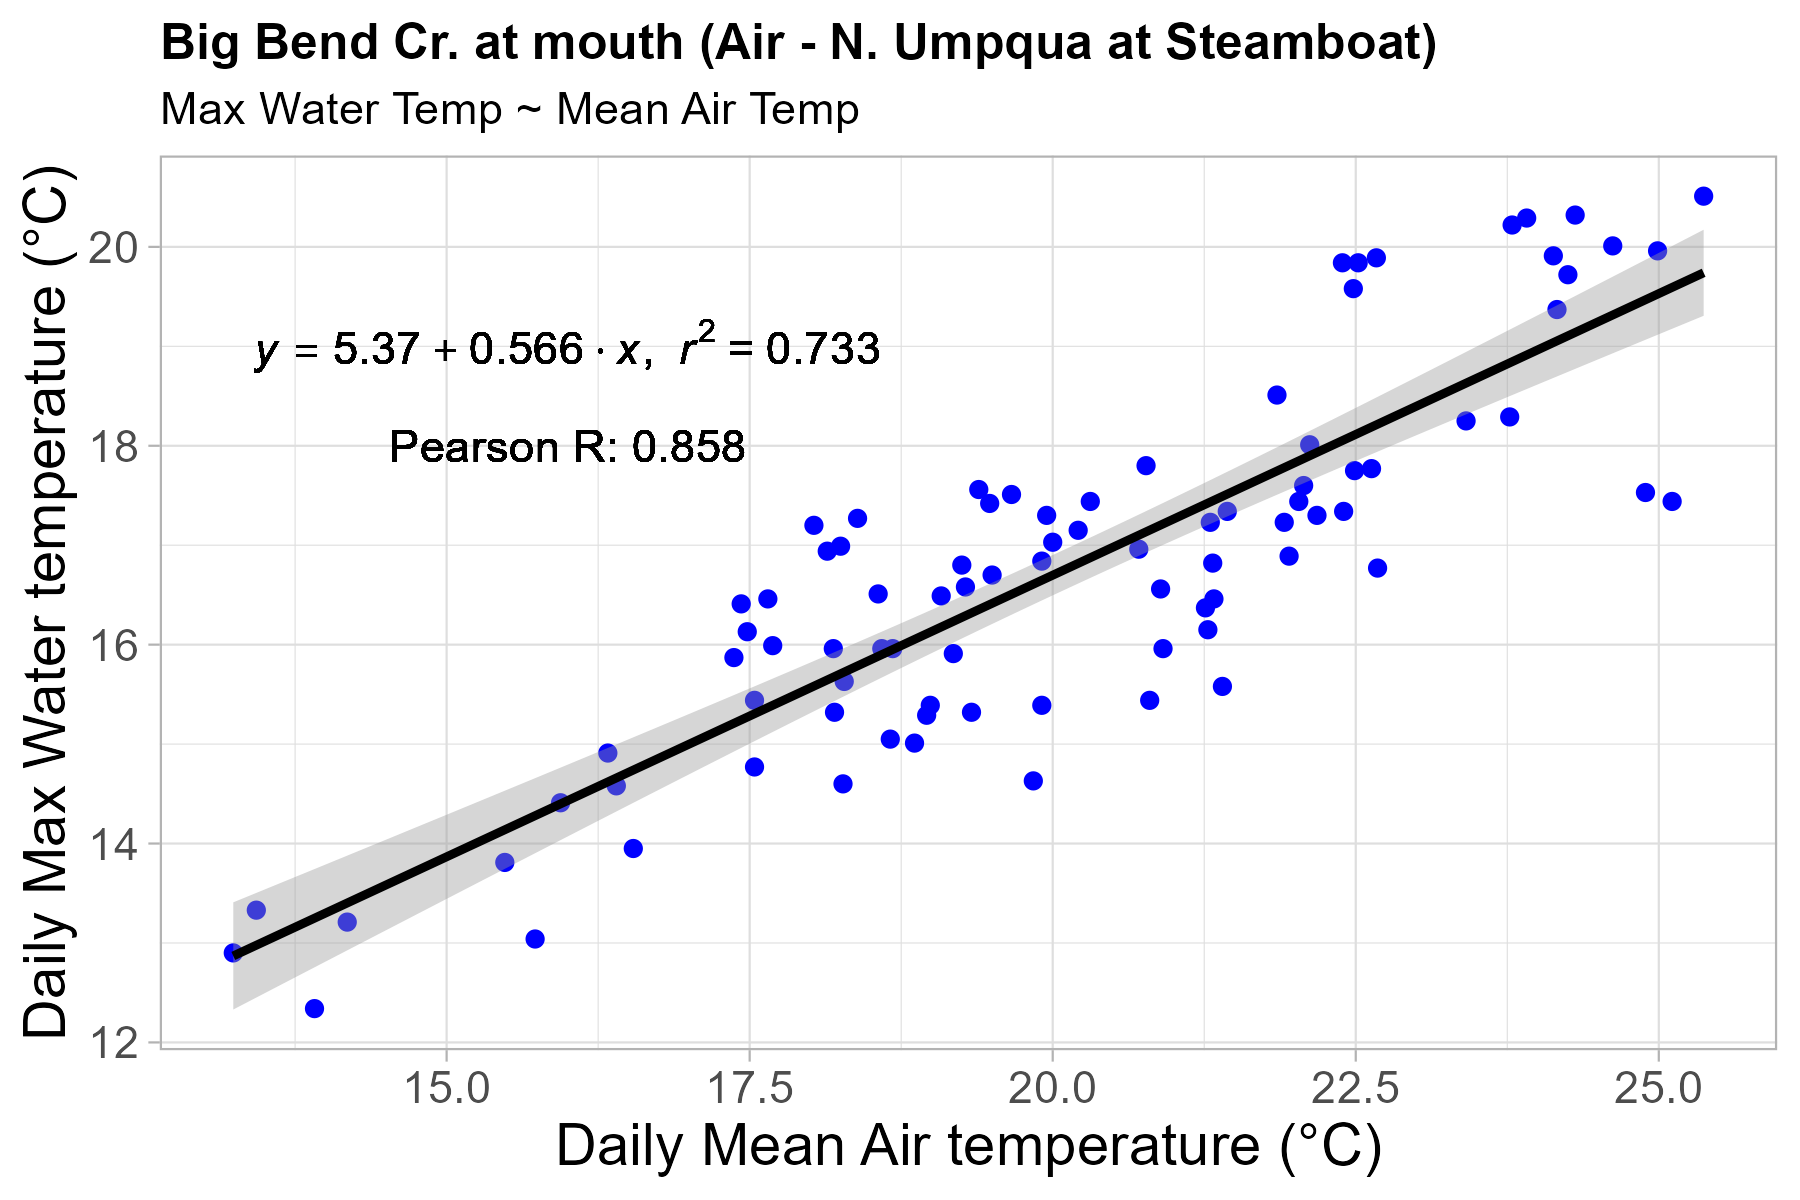 Big Bend Cr. at mouth (Air - N. Umpqua at Steamboat)
Max Water Temp ~ Mean Air Temp
Daily Max Water temperature (°C)
20
18
16
14
12
y = 5.37 + 0.566 · x, r² = 0.733
Pearson R: 0.858
15.0 17.5 20.0 22.5 25.0
Daily Mean Air temperature (°C)